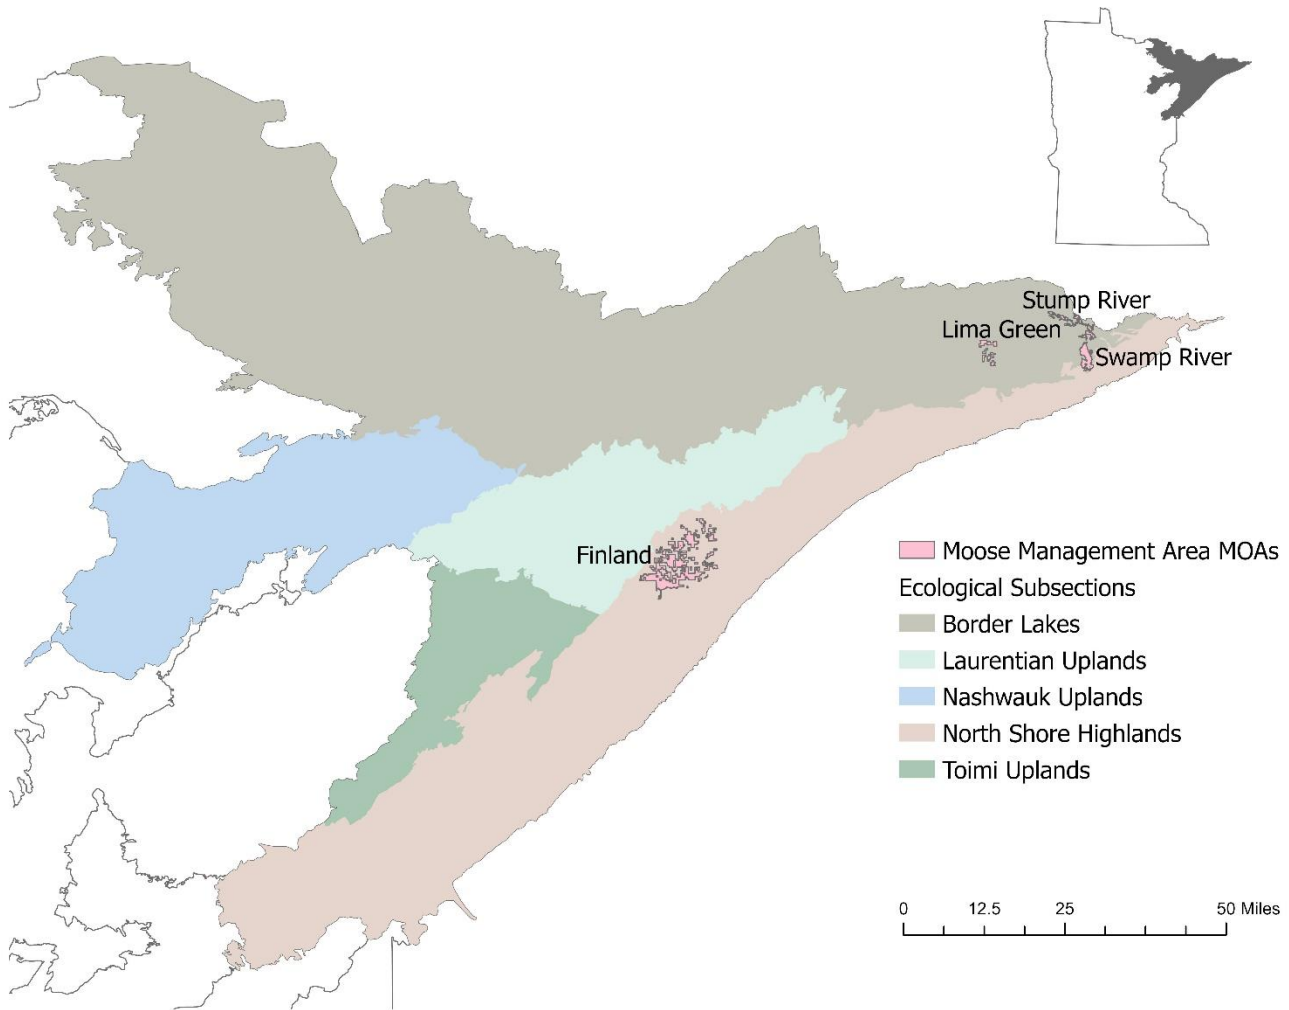 Stump River
Lima Green
Swamp River
Finland
Moose Management Area MOAs
Ecological Subsections
Border Lakes
Laurentian Uplands
Nashwauk Uplands
North Shore Highlands
Toimi Uplands
0 12.5 25 50 Miles